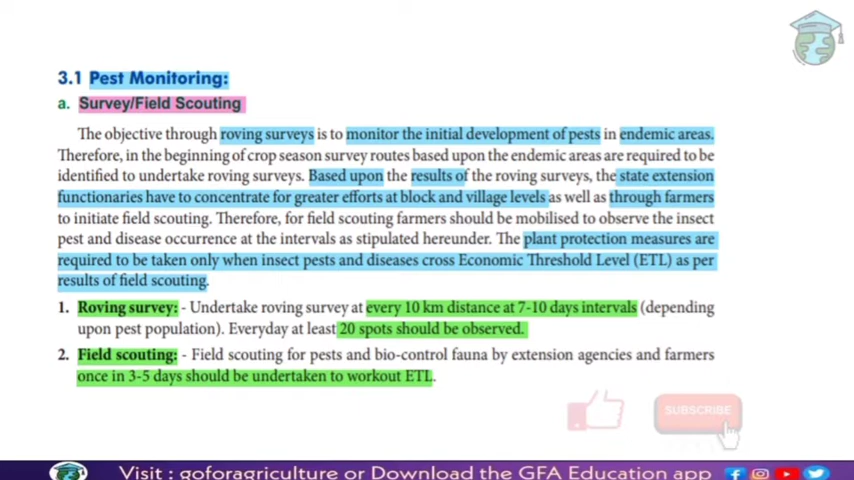 3.1 Pest Monitoring:
a. Survey/Field Scouting
The objective through roving surveys is to monitor the initial development of pests in endemic areas.
Therefore, in the beginning of crop season survey routes based upon the endemic areas are required to be
identified to undertake roving surveys. Based upon the results of the roving surveys, the state extension
functionaries have to concentrate for greater efforts at block and village levels as well as through farmers
to initiate field scouting. Therefore, for field scouting farmers should be mobilised to observe the insect
pest and disease occurrence at the intervals as stipulated hereunder. The plant protection measures are
required to be taken only when insect pests and diseases cross Economic Threshold Level (ETL) as per
results of field scouting.
1. Roving survey: - Undertake roving survey at every 10 km distance at 7-10 days intervals (depending
upon pest population). Everyday at least 20 spots should be observed.
2. Field scouting: - Field scouting for pests and bio-control fauna by extension agencies and farmers
once in 3-5 days should be undertaken to workout ETL.
SUBSCRIBE
Visit : goforagriculture or Download the GFA Education app